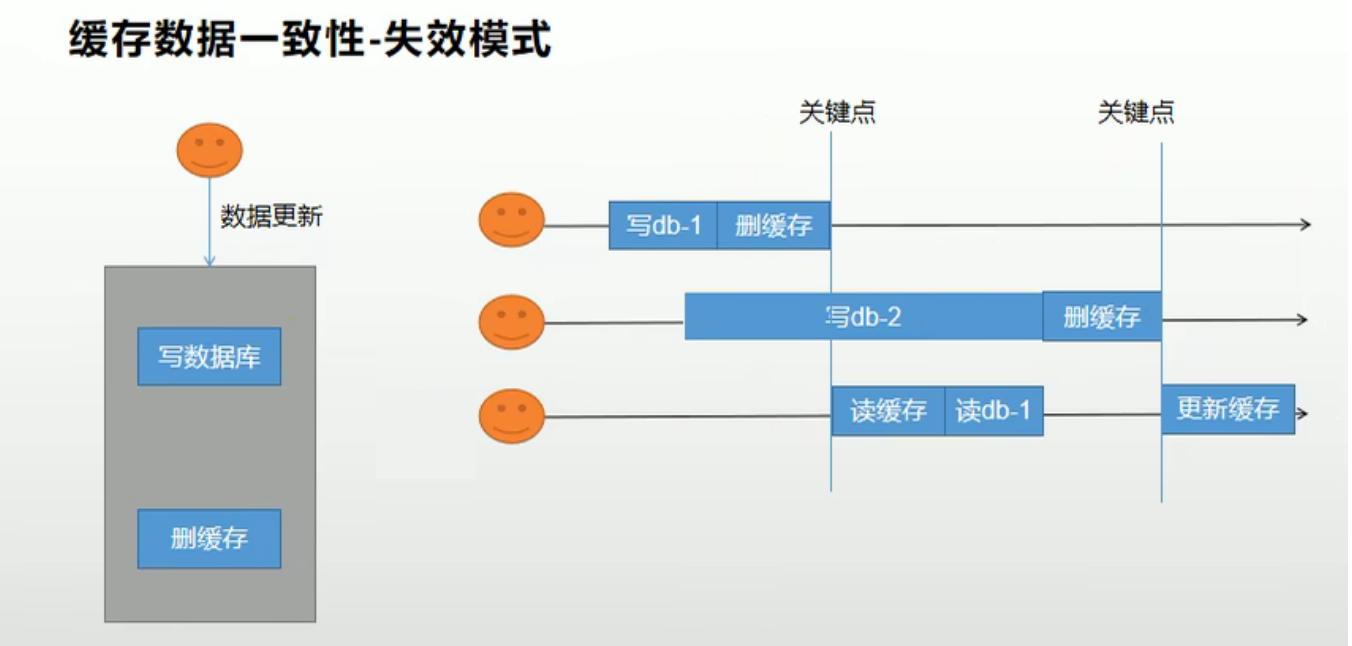 缓存数据一致性-失效模式
数据更新
写数据库
删缓存
关键点
关键点
写db-1
删缓存
写db-2
删缓存
读缓存
读db-1
更新缓存